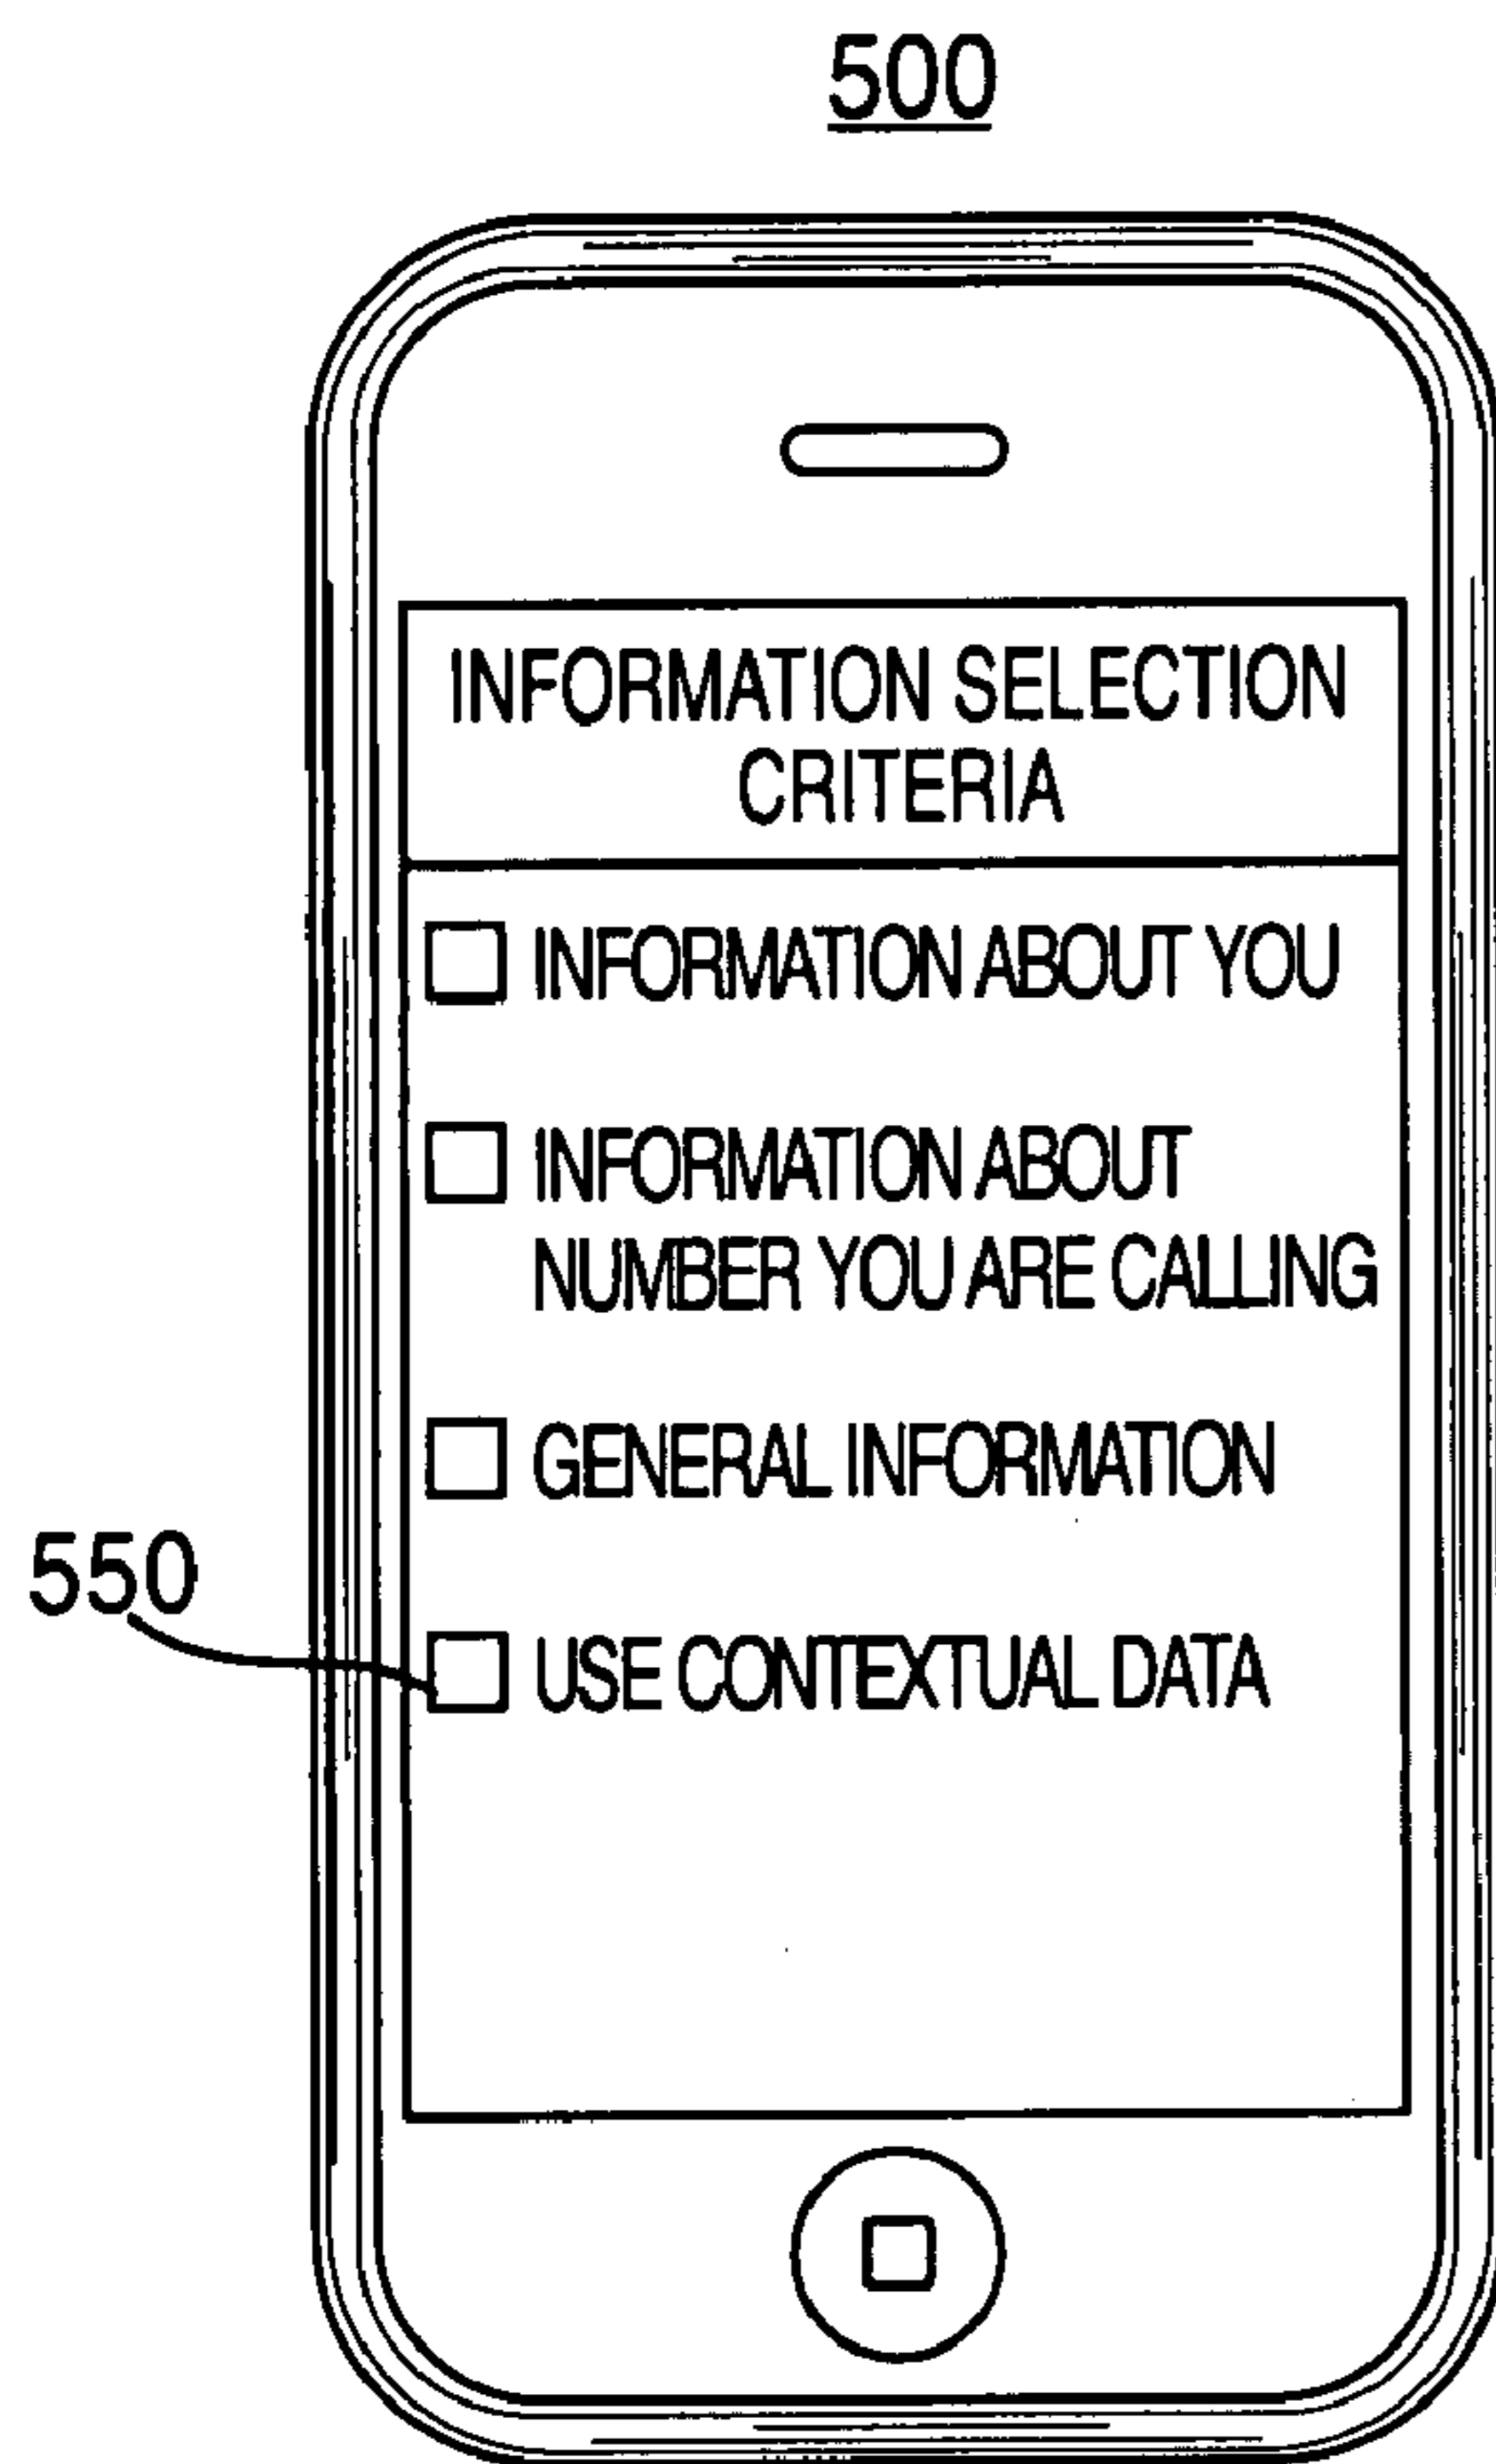 500
INFORMATION SELECTION
CRITERIA
INFORMATION ABOUT YOU
INFORMATION ABOUT
NUMBER YOU ARE CALLING
GENERAL INFORMATION
550
USE CONTEXTUAL DATA